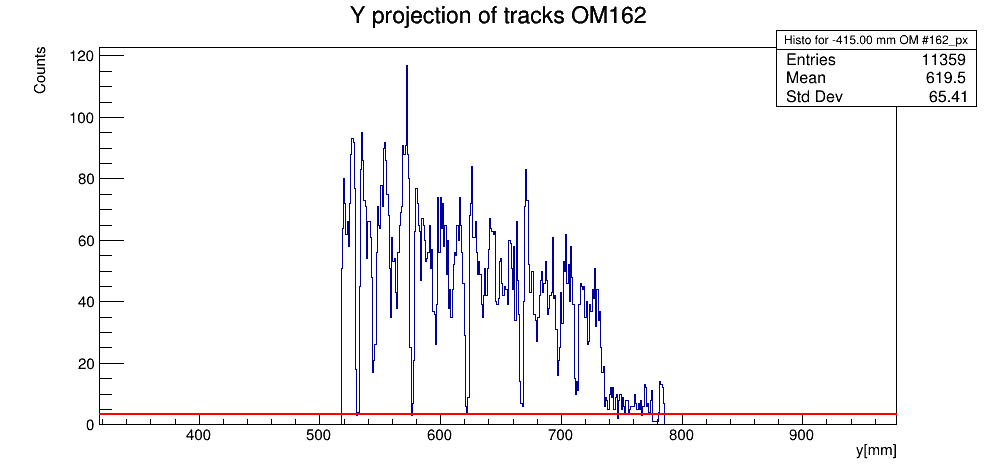 Y projection of tracks OM162
Histo for -415.00 mm OM #162_px
Entries 11359
Mean 619.5
Std Dev 65.41
Counts
120
100
80
60
40
20
0
400 500 600 700 800 900
y[mm]